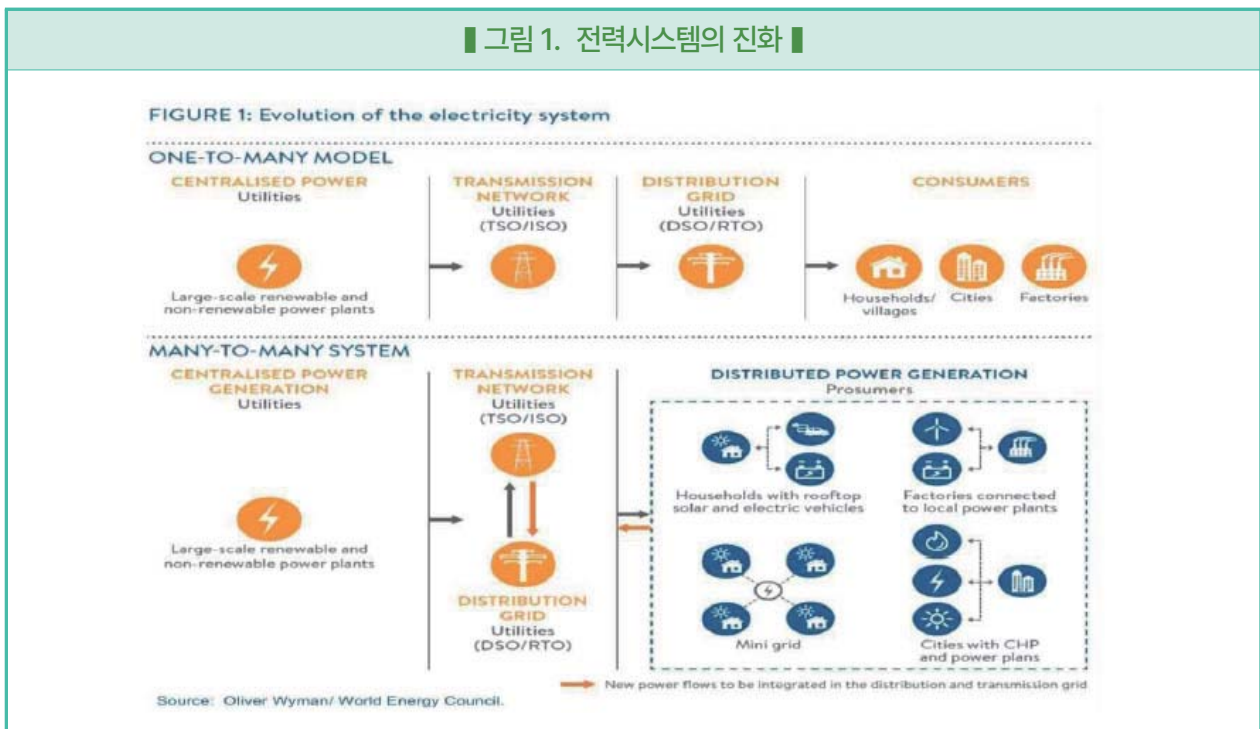 ▌그림 1. 전력시스템의 진화▐
FIGURE 1: Evolution of the electricity system
ONE-TO-MANY MODEL
CENTRALISED POWER
Utilities
Large-scale renewable and
non-renewable power plants
TRANSMISSION
NETWORK
Utilities
(TSO/ISO)
DISTRIBUTION
GRID
Utilities
(DSO/RTO)
CONSUMERS
Households/
villages
Cities
Factories
MANY-TO-MANY SYSTEM
CENTRALISED POWER
GENERATION
Utilities
Large-scale renewable and
non-renewable power plants
TRANSMISSION
NETWORK
Utilities
(TSO/ISO)
DISTRIBUTION
GRID
Utilities
(DSO/RTO)
DISTRIBUTED POWER GENERATION
Prosumers
Households with rooftop
solar and electric vehicles
Factories connected
to local power plants
Mini grid
Cities with CHP
and power plans
New power flows to be integrated in the distribution and transmission grid
Source: Oliver Wyman/ World Energy Council.